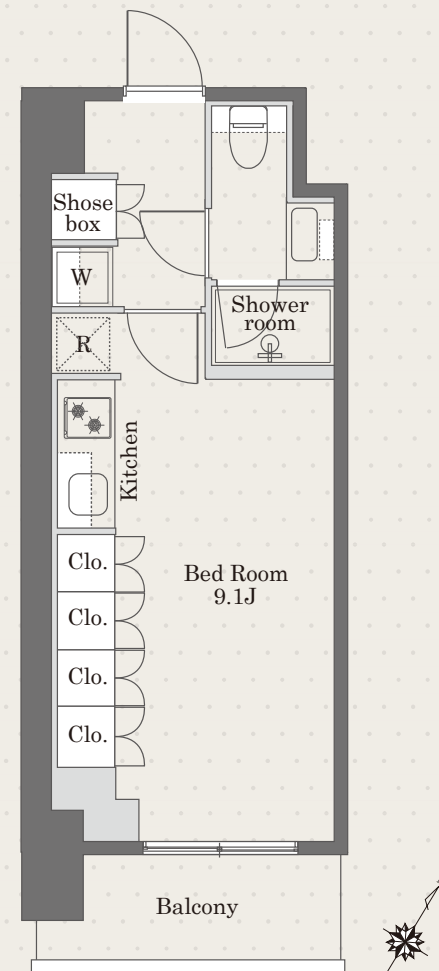 Shose
box
W
Shower
room
R
Kitchen
Clo.
Clo.
Clo.
Clo.
Bed Room
9.1J
Balcony